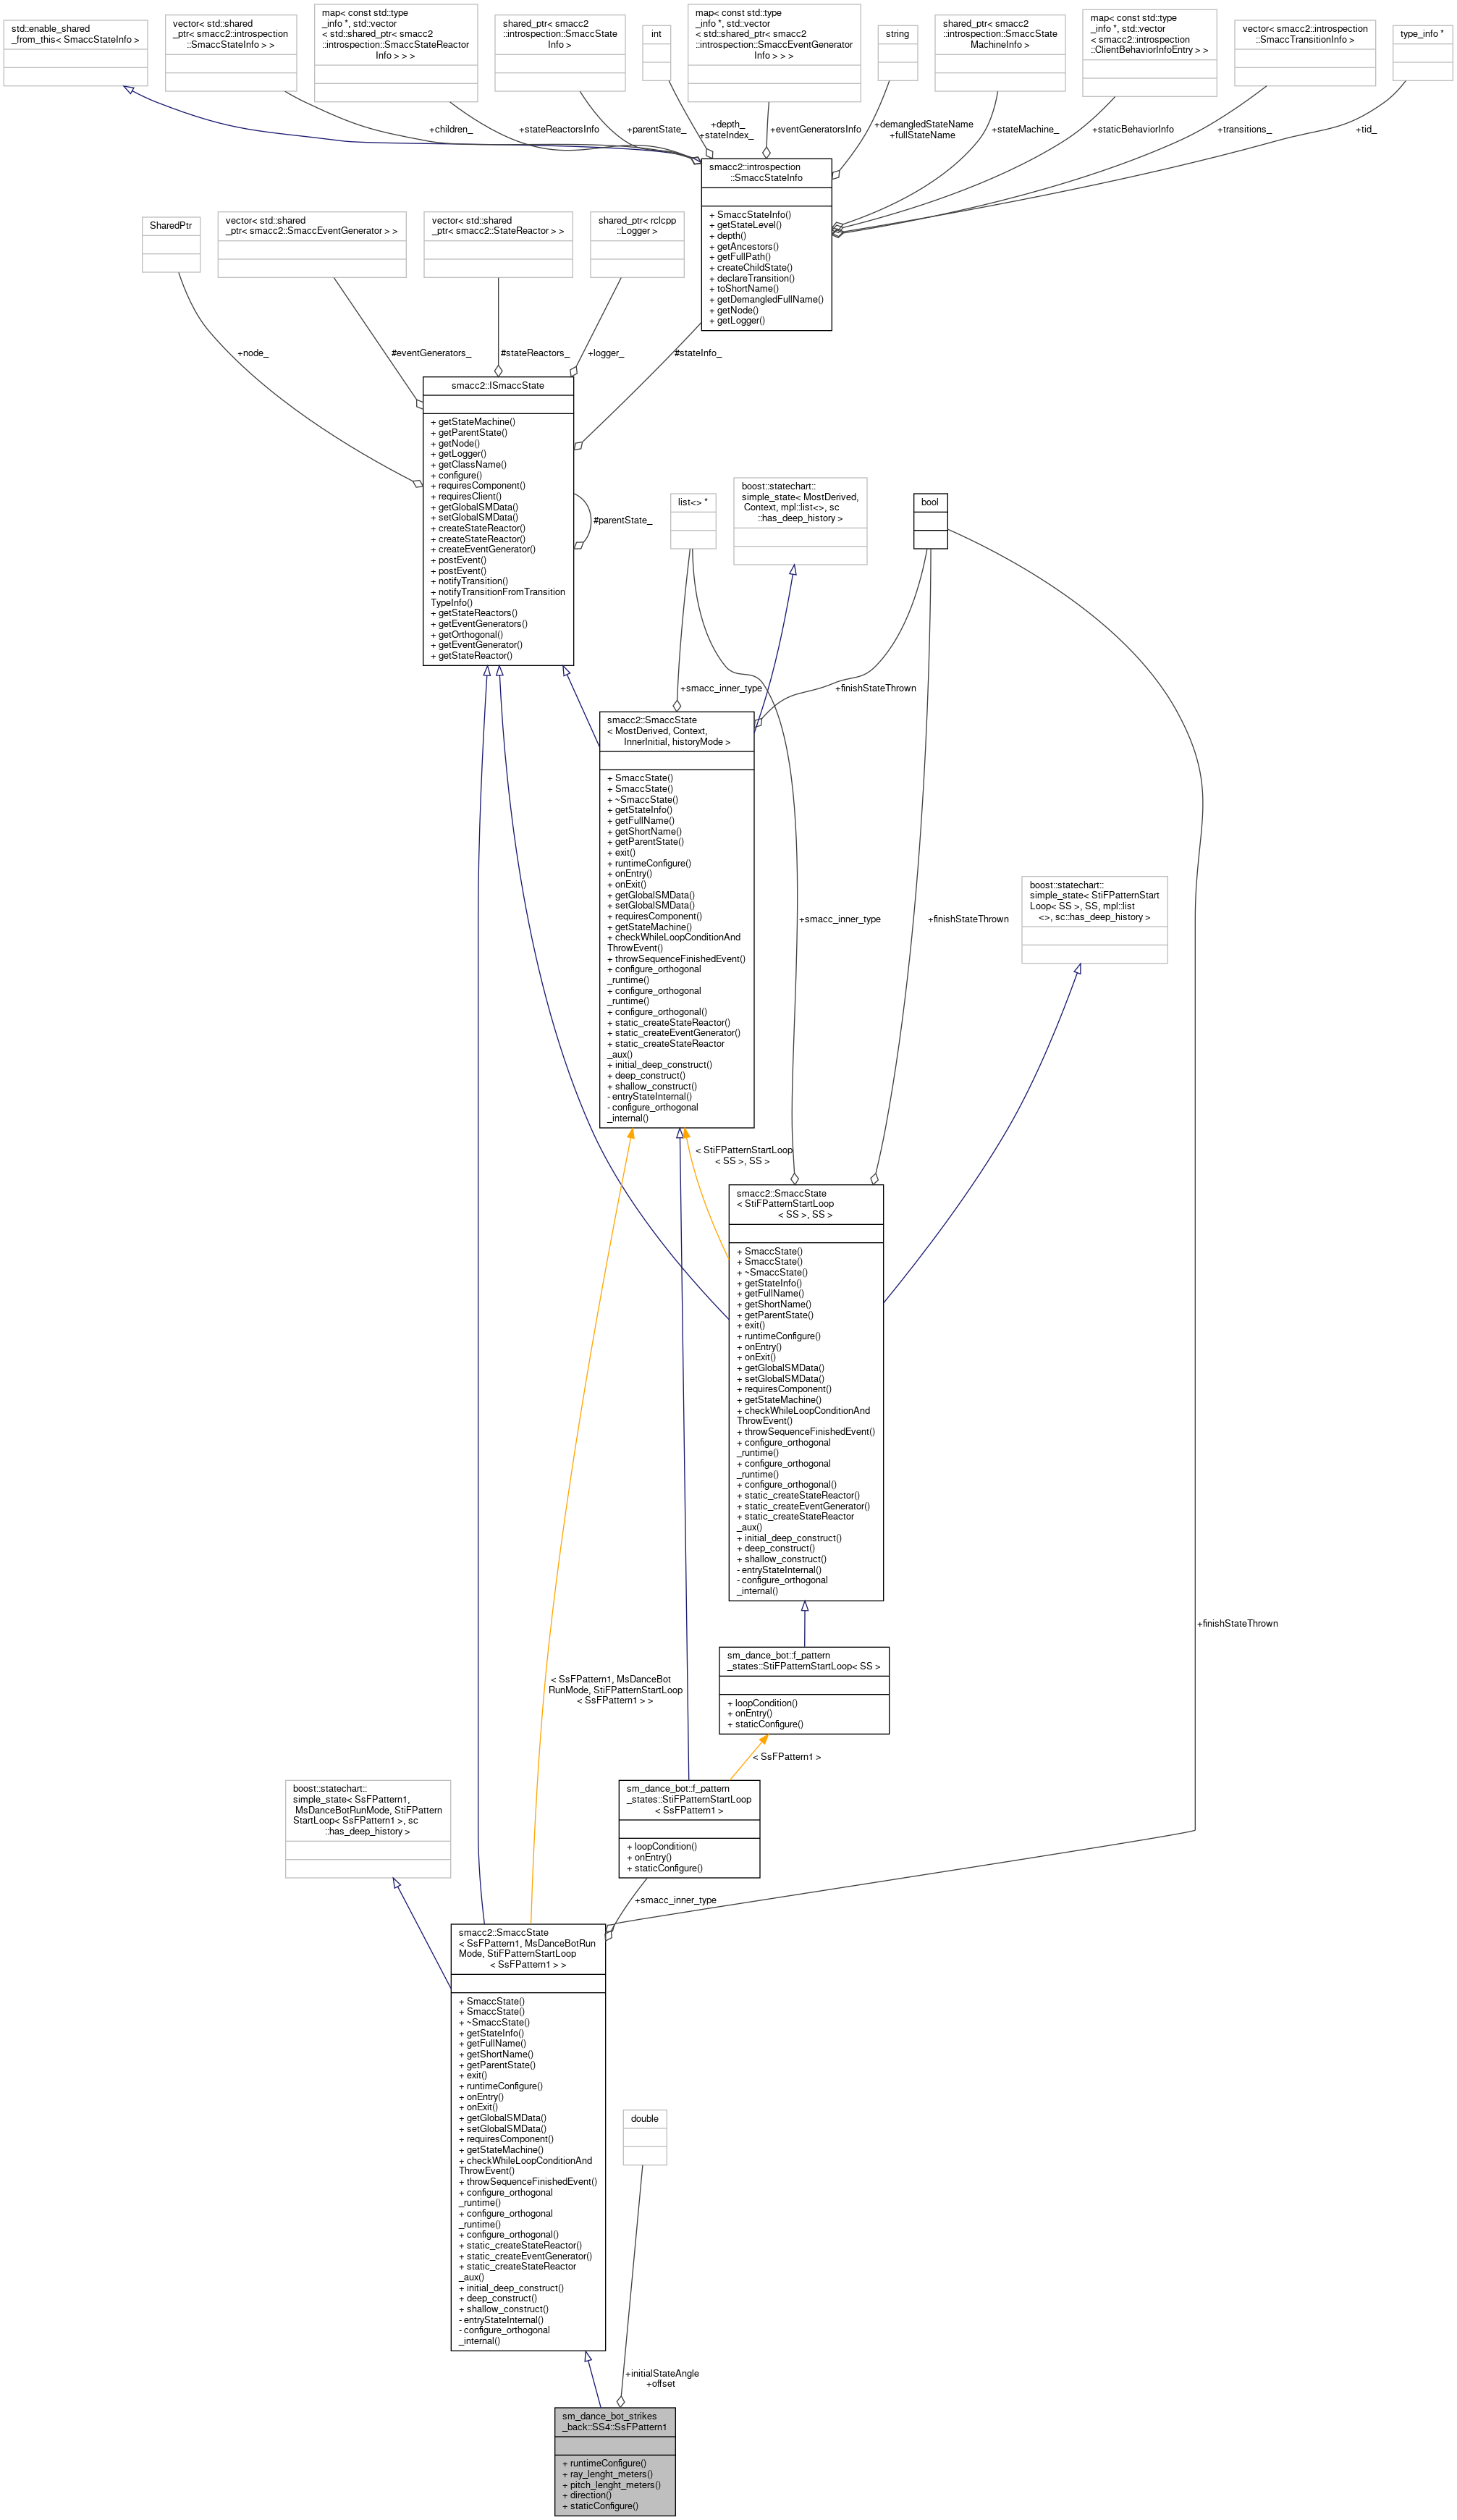 std::enable_shared
_from_this< SmaccStateInfo >
vector< std::shared
_ptr< smacc2::introspection
::SmaccStateInfo > >
map< const std::type
_info *, std::vector
< std::shared_ptr< smacc2
::introspection::SmaccStateReactor
Info > > >
shared_ptr< smacc2
::introspection::SmaccState
Info >
int
map< const std::type
_info *, std::vector
< std::shared_ptr< smacc2
::introspection::SmaccEventGenerator
Info > > >
string
shared_ptr< smacc2
::introspection::SmaccState
MachineInfo >
map< const std::type
_info *, std::vector
< smacc2::introspection
::ClientBehaviorInfoEntry > >
vector< smacc2::introspection
::SmaccTransitionInfo >
type_info *
+children_
+stateReactorsInfo
+parentState_
+depth_
+stateIndex_
+eventGeneratorsInfo
+demangledStateName
+fullStateName
+stateMachine_
+staticBehaviorInfo
+transitions_
+tid_
smacc2::introspection
::SmaccStateInfo
+ SmaccStateInfo()
+ getStateLevel()
+ depth()
+ getAncestors()
+ getFullPath()
+ createChildState()
+ declareTransition()
+ toShortName()
+ getDemangledFullName()
+ getNode()
+ getLogger()
SharedPtr
vector< std::shared
_ptr< smacc2::SmaccEventGenerator > >
vector< std::shared
_ptr< smacc2::StateReactor > >
shared_ptr< rclcpp
::Logger >
+node_
#eventGenerators_
#stateReactors_
+logger_
#stateInfo_
smacc2::ISmaccState
+ getStateMachine()
+ getParentState()
+ getNode()
+ getLogger()
+ getClassName()
+ configure()
+ requiresComponent()
+ requiresClient()
+ getGlobalSMData()
+ setGlobalSMData()
+ createStateReactor()
+ createStateReactor()
+ createEventGenerator()
+ postEvent()
+ postEvent()
+ notifyTransition()
+ notifyTransitionFromTransition
TypeInfo()
+ getStateReactors()
+ getEventGenerators()
+ getOrthogonal()
+ getEventGenerator()
+ getStateReactor()
#parentState_
list<> *
boost::statechart::
simple_state< MostDerived,
Context, mpl::list<>, sc
::has_deep_history >
bool
+smacc_inner_type
+finishStateThrown
smacc2::SmaccState
< MostDerived, Context,
InnerInitial, historyMode >
+ SmaccState()
+ SmaccState()
+ ~SmaccState()
+ getStateInfo()
+ getFullName()
+ getShortName()
+ getParentState()
+ exit()
+ runtimeConfigure()
+ onEntry()
+ onExit()
+ getGlobalSMData()
+ setGlobalSMData()
+ requiresComponent()
+ getStateMachine()
+ checkWhileLoopConditionAnd
ThrowEvent()
+ throwSequenceFinishedEvent()
+ configure_orthogonal
_runtime()
+ configure_orthogonal
_runtime()
+ configure_orthogonal()
+ static_createStateReactor()
+ static_createEventGenerator()
+ static_createStateReactor
_aux()
+ initial_deep_construct()
+ deep_construct()
+ shallow_construct()
- entryStateInternal()
- configure_orthogonal
_internal()
+smacc_inner_type
+finishStateThrown
boost::statechart::
simple_state< StiFPatternStart
Loop< SS >, SS, mpl::list
<>, sc::has_deep_history >
< StiFPatternStartLoop
< SS >, SS >
smacc2::SmaccState
< StiFPatternStartLoop
< SS >, SS >
+ SmaccState()
+ SmaccState()
+ ~SmaccState()
+ getStateInfo()
+ getFullName()
+ getShortName()
+ getParentState()
+ exit()
+ runtimeConfigure()
+ onEntry()
+ onExit()
+ getGlobalSMData()
+ setGlobalSMData()
+ requiresComponent()
+ getStateMachine()
+ checkWhileLoopConditionAnd
ThrowEvent()
+ throwSequenceFinishedEvent()
+ configure_orthogonal
_runtime()
+ configure_orthogonal
_runtime()
+ configure_orthogonal()
+ static_createStateReactor()
+ static_createEventGenerator()
+ static_createStateReactor
_aux()
+ initial_deep_construct()
+ deep_construct()
+ shallow_construct()
- entryStateInternal()
- configure_orthogonal
_internal()
+finishStateThrown
sm_dance_bot::f_pattern
_states::StiFPatternStartLoop< SS >
+ loopCondition()
+ onEntry()
+ staticConfigure()
< SsFPattern1, MsDanceBot
RunMode, StiFPatternStartLoop
< SsFPattern1 > >
< SsFPattern1 >
boost::statechart::
simple_state< SsFPattern1,
MsDanceBotRunMode, StiFPattern
StartLoop< SsFPattern1 >, sc
::has_deep_history >
sm_dance_bot::f_pattern
_states::StiFPatternStartLoop
< SsFPattern1 >
+ loopCondition()
+ onEntry()
+ staticConfigure()
+smacc_inner_type
smacc2::SmaccState
< SsFPattern1, MsDanceBotRun
Mode, StiFPatternStartLoop
< SsFPattern1 > >
+ SmaccState()
+ SmaccState()
+ ~SmaccState()
+ getStateInfo()
+ getFullName()
+ getShortName()
+ getParentState()
+ exit()
+ runtimeConfigure()
+ onEntry()
+ onExit()
+ getGlobalSMData()
+ setGlobalSMData()
+ requiresComponent()
+ getStateMachine()
+ checkWhileLoopConditionAnd
ThrowEvent()
+ throwSequenceFinishedEvent()
+ configure_orthogonal
_runtime()
+ configure_orthogonal
_runtime()
+ configure_orthogonal()
+ static_createStateReactor()
+ static_createEventGenerator()
+ static_createStateReactor
_aux()
+ initial_deep_construct()
+ deep_construct()
+ shallow_construct()
- entryStateInternal()
- configure_orthogonal
_internal()
double
+initialStateAngle
+offset
sm_dance_bot_strikes
_back::SS4::SsFPattern1
+ runtimeConfigure()
+ ray_lenght_meters()
+ pitch_lenght_meters()
+ direction()
+ staticConfigure()